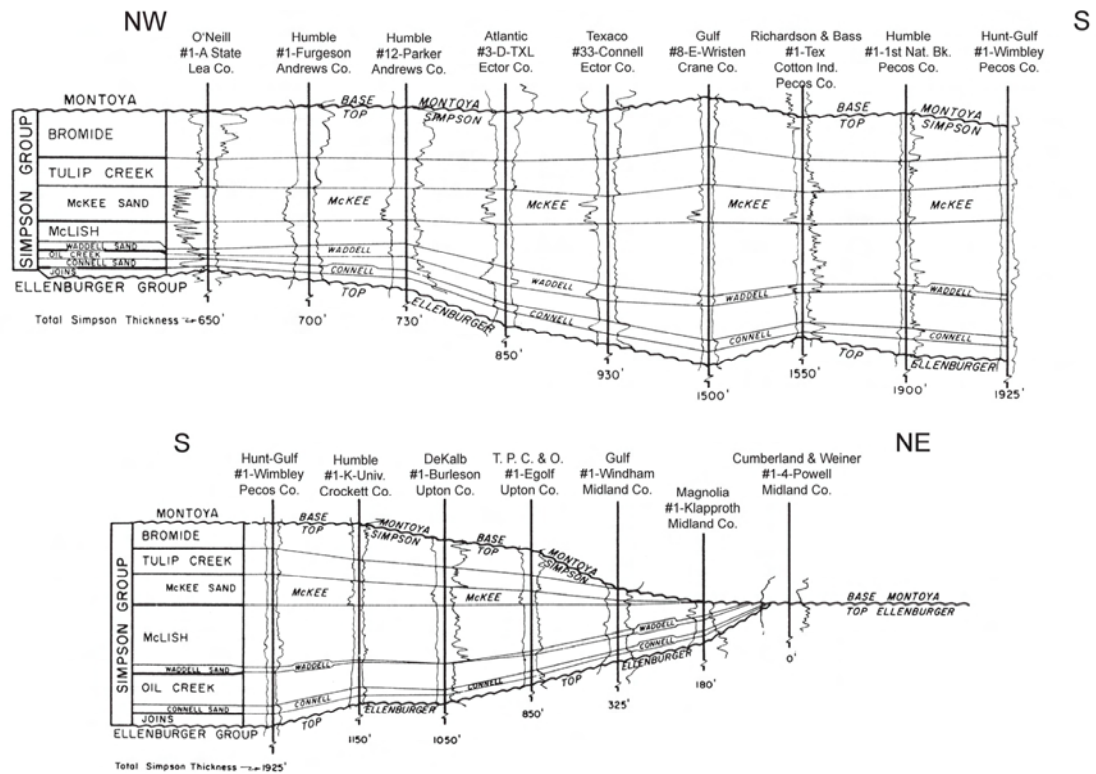 NW
S
O'Neill
#1-A State
Lea Co.
Humble
#1-Furgeson
Andrews Co.
Humble
#12-Parker
Andrews Co.
Atlantic
#3-D-TXL
Ector Co.
Texaco
#33-Connell
Ector Co.
Gulf
#8-E-Wristen
Crane Co.
Richardson & Bass
#1-Tex
Cotton Ind.
Pecos Co.
Humble
#1-1st Nat. Bk.
Pecos Co.
Hunt-Gulf
#1-Wimbley
Pecos Co.
MONTOYA
BASE MONTOYA
TOP SIMPSON
BASE MONTOYA
TOP SIMPSON
SIMPSON GROUP
BROMIDE
TULIP CREEK
McKEE SAND
McKEE
McKEE
McKEE
McKEE
McLISH
WADDELL SAND
OIL CREEK
CONNELL SAND
JOINS
ELLENBURGER GROUP
WADDELL
CONNELL
TOP ELLENBURGER
WADDELL
CONNELL
WADDELL
CONNELL
WADDELL
CONNELL
TOP ELLENBURGER
Total Simpson Thickness 650'
700'
730'
850'
930'
1500'
1550'
1900'
1925'
S
NE
Hunt-Gulf
#1-Wimbley
Pecos Co.
Humble
#1-K-Univ.
Crockett Co.
DeKalb
#1-Burleson
Upton Co.
T. P. C. & O.
#1-Egolf
Upton Co.
Gulf
#1-Windham
Midland Co.
Magnolia
#1-Klapproth
Midland Co.
Cumberland & Weiner
#1-4-Powell
Midland Co.
MONTOYA
BASE MONTOYA
TOP SIMPSON
BASE MONTOYA
TOP SIMPSON
SIMPSON GROUP
BROMIDE
TULIP CREEK
McKEE SAND
McKEE
McKEE
BASE MONTOYA
TOP ELLENBURGER
McLISH
WADDELL SAND
OIL CREEK
CONNELL SAND
JOINS
ELLENBURGER GROUP
WADDELL
CONNELL
TOP ELLENBURGER
CONNELL
WADDELL
CONNELL
TOP ELLENBURGER
1150'
1050'
850'
325'
180'
0'
Total Simpson Thickness 1925'